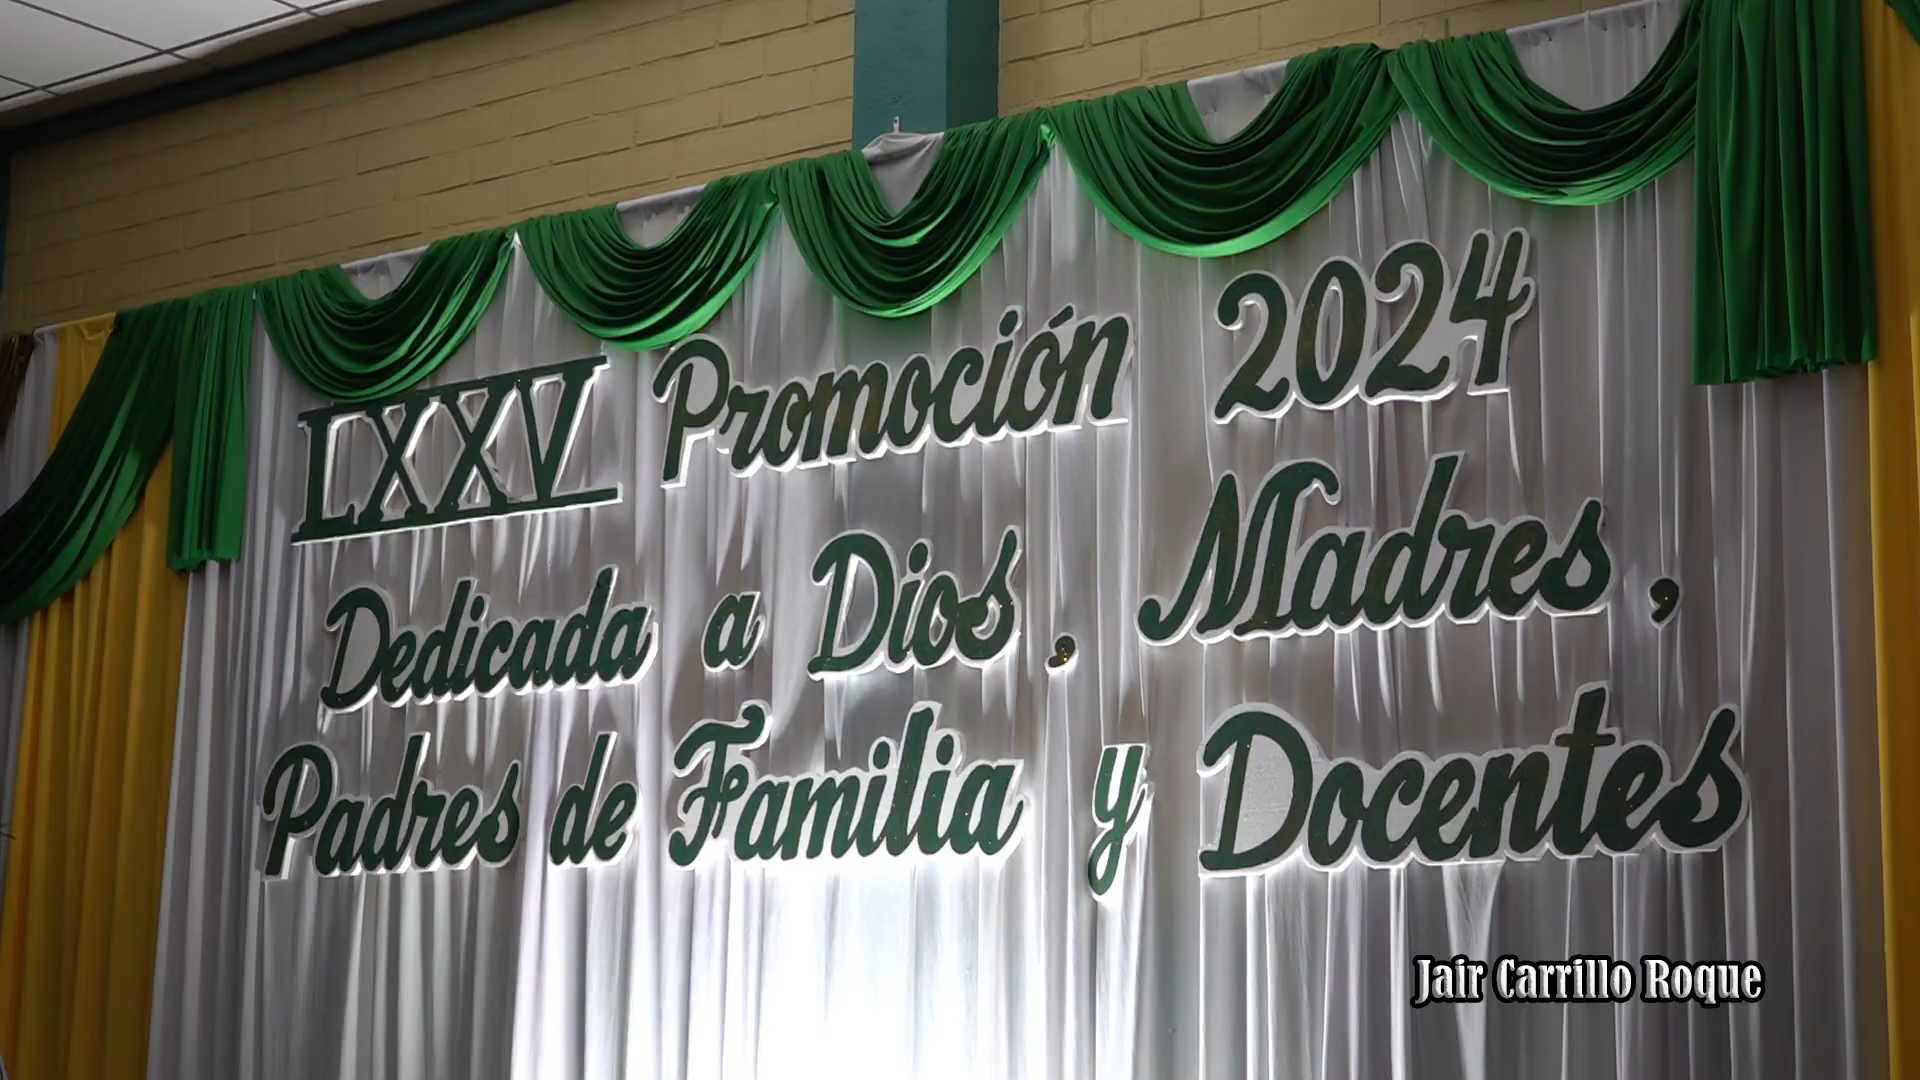 LXXV Promoción 2024
Dedicada a Dios, Madres,
Padres de Familia y Docentes
Jair Carrillo Roque